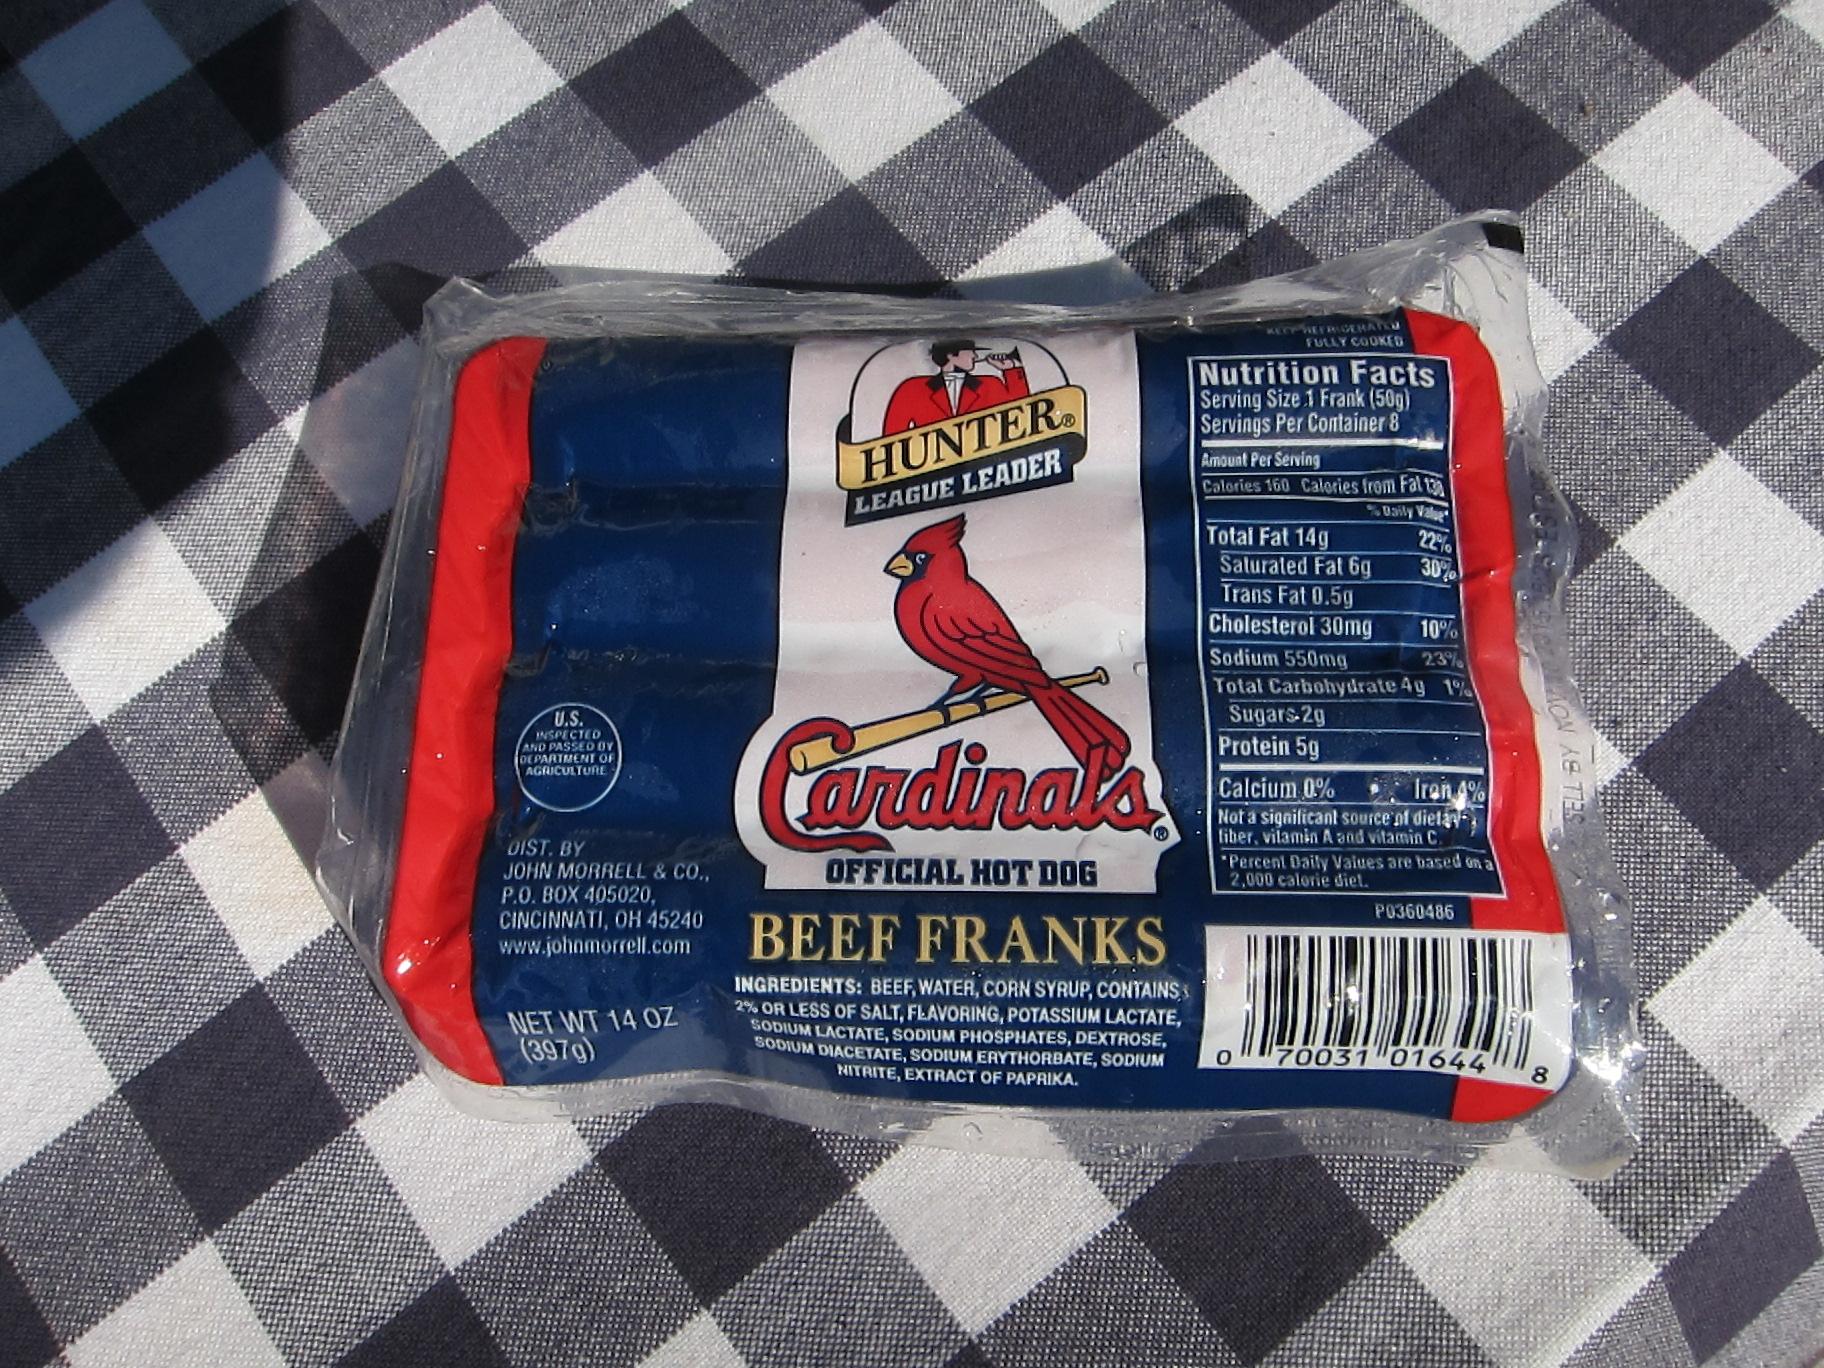 KEEP REFRIGERATED
FULLY COOKED
HUNTER®
LEAGUE LEADER
Cardinals®
OFFICIAL HOT DOG
BEEF FRANKS
INGREDIENTS: BEEF, WATER, CORN SYRUP, CONTAINS
2% OR LESS OF SALT, FLAVORING, POTASSIUM LACTATE,
SODIUM LACTATE, SODIUM PHOSPHATES, DEXTROSE,
SODIUM DIACETATE, SODIUM ERYTHORBATE, SODIUM
NITRITE, EXTRACT OF PAPRIKA.
U.S.
INSPECTED
AND PASSED BY
DEPARTMENT OF
AGRICULTURE
DIST. BY
JOHN MORRELL & CO.,
P.O. BOX 405020,
CINCINNATI, OH 45240
www.johnmorrell.com
NET WT 14 OZ
(397g)
Nutrition Facts
Serving Size 1 Frank (50g)
Servings Per Container 8
Amount Per Serving
Calories 160 Calories from Fat 130
% Daily Value*
Total Fat 14g 22%
Saturated Fat 6g 30%
Trans Fat 0.5g
Cholesterol 30mg 10%
Sodium 550mg 23%
Total Carbohydrate 4g 1%
Sugars 2g
Protein 5g
Calcium 0% • Iron 4%
Not a significant source of dietary
fiber, vitamin A and vitamin C.
*Percent Daily Values are based on a
2,000 calorie diet.
P0360486
0 70031 01644 8
SELL BY NOV